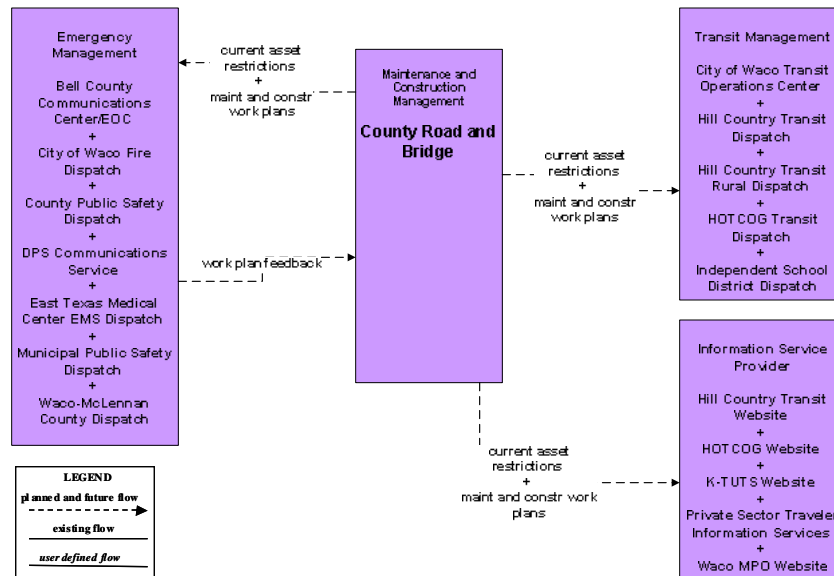 Emergency
Management
Bell County
Communications
Center/EOC
+
City of Waco Fire
Dispatch
+
County Public Safety
Dispatch
+
DPS Communications
Service
+
East Texas Medical
Center EMS Dispatch
+
Municipal Public Safety
Dispatch
+
Waco-McLennan
County Dispatch
current asset
restrictions
+
maint and constr
work plans
work plan feedback
Maintenance and
Construction
Management
County Road and
Bridge
current asset
restrictions
+
maint and constr
work plans
current asset
restrictions
+
maint and constr work
plans
Transit Management
City of Waco Transit
Operations Center
+
Hill Country Transit
Dispatch
+
Hill Country Transit
Rural Dispatch
+
HOTCOG Transit
Dispatch
+
Independent School
District Dispatch
Information Service
Provider
Hill Country Transit
Website
+
HOTCOG Website
+
K-TUTS Website
+
Private Sector Traveler
Information Services
+
Waco MPO Website
LEGEND
planned and future flow
existing flow
user defined flow